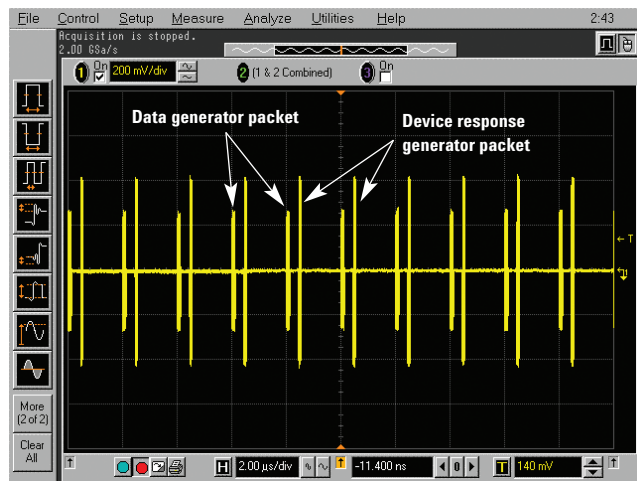 File Control Setup Measure Analyze Utilities Help 2:43
Acquisition is stopped.
2.00 GSa/s
1 On 200 mV/div 2 (1 & 2 Combined) 3 On
Data generator packet
Device response
generator packet
T
More
(2 of 2)
Clear
All
H 2.00 µs/div T -11.400 ns 0 T 140 mV T